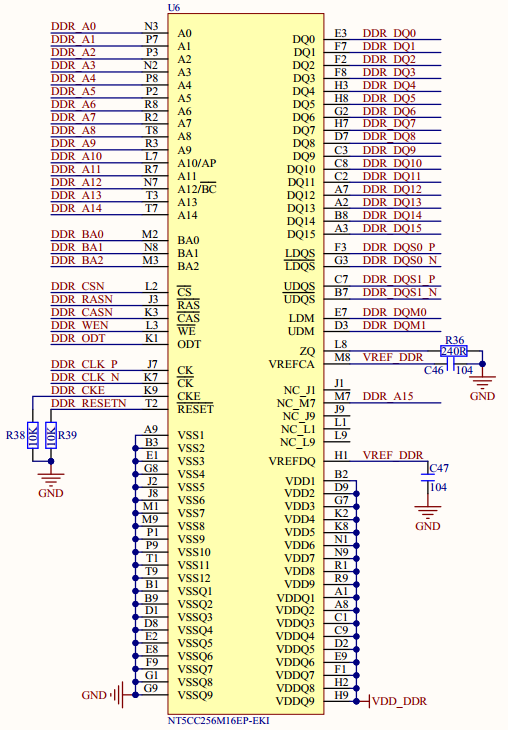 U6
DDR_A0 N3 A0
DDR_A1 P7 A1
DDR_A2 P3 A2
DDR_A3 N2 A3
DDR_A4 P8 A4
DDR_A5 P2 A5
DDR_A6 R8 A6
DDR_A7 R2 A7
DDR_A8 T8 A8
DDR_A9 R3 A9
DDR_A10 L7 A10/AP
DDR_A11 R7 A11
DDR_A12 N7 A12/BC
DDR_A13 T3 A13
DDR_A14 T7 A14
DDR_BA0 M2 BA0
DDR_BA1 N8 BA1
DDR_BA2 M3 BA2
DDR_CSN L2 CS
DDR_RASN J3 RAS
DDR_CASN K3 CAS
DDR_WEN L3 WE
DDR_ODT K1 ODT
DDR_CLK_P J7 CK
DDR_CLK_N K7 CK
DDR_CKE K9 CKE
DDR_RESETN T2 RESET
R38 10K 10K R39
GND
A9 VSS1
B3 VSS2
E1 VSS3
G8 VSS4
J2 VSS5
J8 VSS6
M1 VSS7
M9 VSS8
P1 VSS9
P9 VSS10
T1 VSS11
T9 VSS12
B1 VSSQ1
B9 VSSQ2
D1 VSSQ3
D8 VSSQ4
E2 VSSQ5
E8 VSSQ6
F9 VSSQ7
G1 VSSQ8
GND G9 VSSQ9
DQ0 E3 DDR_DQ0
DQ1 F7 DDR_DQ1
DQ2 F2 DDR_DQ2
DQ3 F8 DDR_DQ3
DQ4 H3 DDR_DQ4
DQ5 H8 DDR_DQ5
DQ6 G2 DDR_DQ6
DQ7 H7 DDR_DQ7
DQ8 D7 DDR_DQ8
DQ9 C3 DDR_DQ9
DQ10 C8 DDR_DQ10
DQ11 C2 DDR_DQ11
DQ12 A7 DDR_DQ12
DQ13 A2 DDR_DQ13
DQ14 B8 DDR_DQ14
DQ15 A3 DDR_DQ15
LDQS F3 DDR_DQS0_P
LDQS G3 DDR_DQS0_N
UDQS C7 DDR_DQS1_P
UDQS B7 DDR_DQS1_N
LDM E7 DDR_DQM0
UDM D3 DDR_DQM1
R36
ZQ L8 240R
VREFCA M8 VREF_DDR
C46 104
GND
NC_J1 J1
NC_M7 M7 DDR_A15
NC_J9 J9
NC_L1 L1
NC_L9 L9
VREFDQ H1 VREF_DDR
C47
104
GND
VDD1 B2
VDD2 D9
VDD3 G7
VDD4 K2
VDD5 K8
VDD6 N1
VDD7 N9
VDD8 R1
VDD9 R9
VDDQ1 A1
VDDQ2 A8
VDDQ3 C1
VDDQ4 C9
VDDQ5 D2
VDDQ6 E9
VDDQ7 F1
VDDQ8 H2
VDDQ9 H9 VDD_DDR
NT5CC256M16EP-EKI